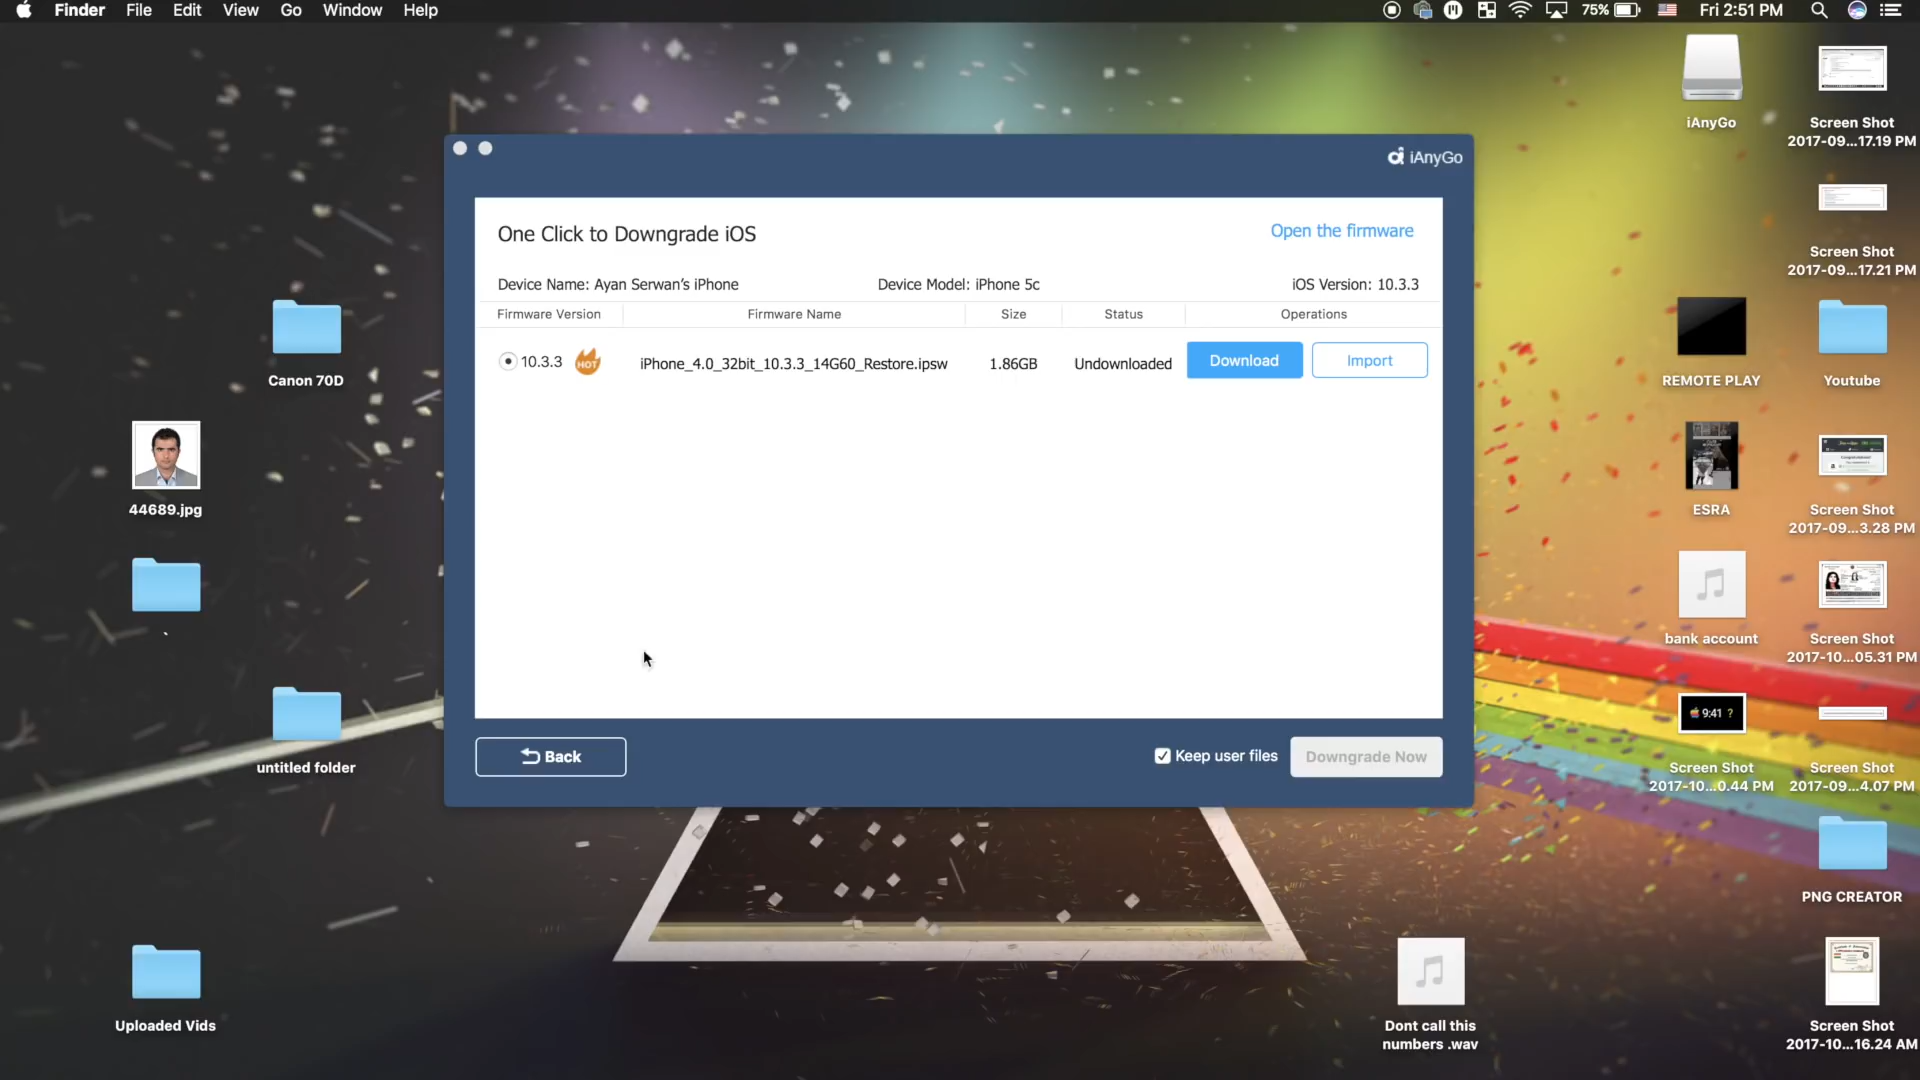 Finder File Edit View Go Window Help
75% Fri 2:51 PM
iAnyGo
One Click to Downgrade iOS
Open the firmware
Device Name: Ayan Serwan's iPhone
Device Model: iPhone 5c
iOS Version: 10.3.3
Firmware Version
Firmware Name
Size
Status
Operations
10.3.3
HOT
iPhone_4.0_32bit_10.3.3_14G60_Restore.ipsw
1.86GB
Undownloaded
Download
Import
Back
Keep user files
Downgrade Now
Canon 70D
44689.jpg
untitled folder
Uploaded Vids
iAnyGo
Screen Shot
2017-09...17.19 PM
Screen Shot
2017-09...17.21 PM
REMOTE PLAY
Youtube
ESRA
Screen Shot
2017-09...3.28 PM
bank account
Screen Shot
2017-10...05.31 PM
9:41 ?
Screen Shot
2017-10...0.44 PM
Screen Shot
2017-09...4.07 PM
PNG CREATOR
Dont call this
numbers .wav
Screen Shot
2017-10...16.24 AM